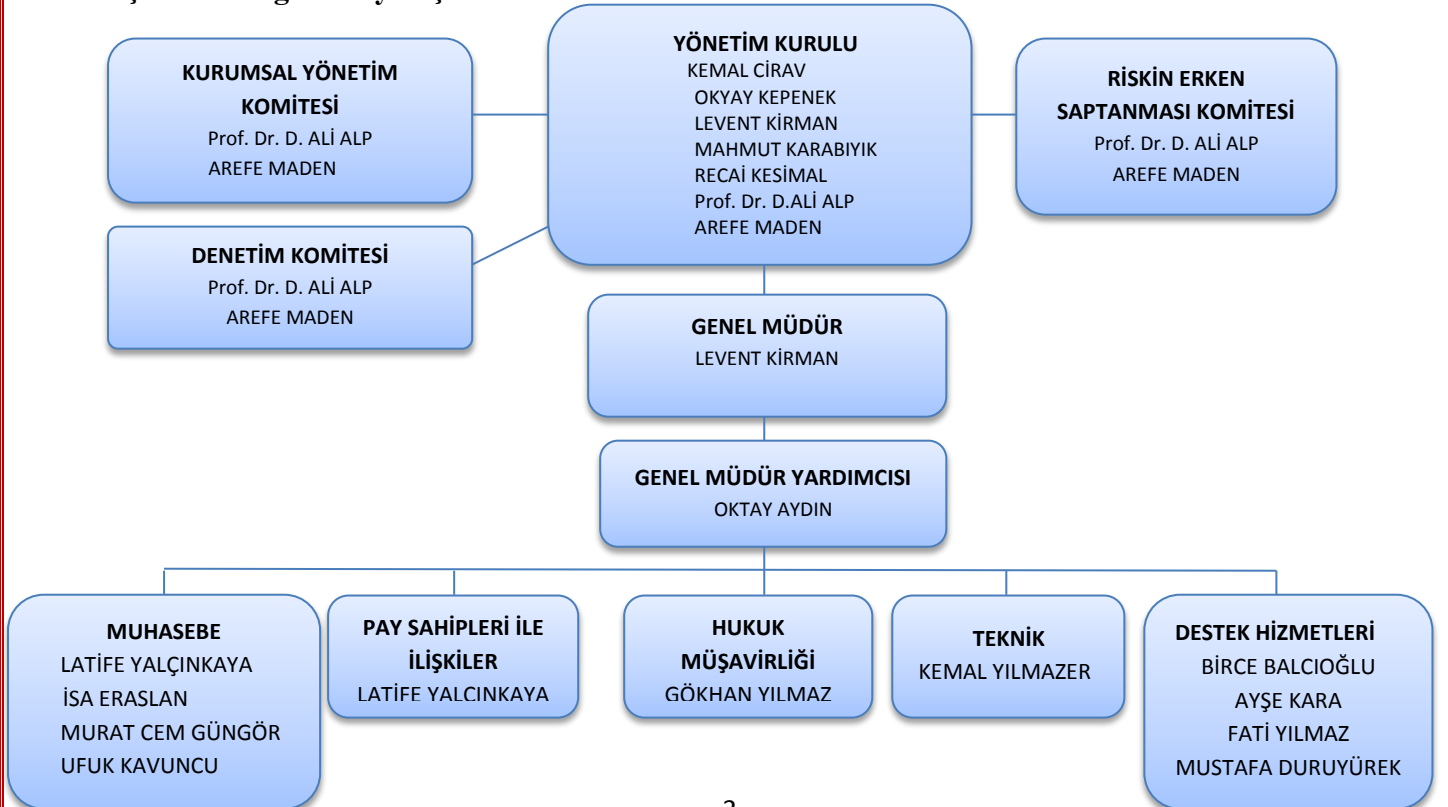 YÖNETİM KURULU
KEMAL CİRAV
OKYAY KEPENEK
LEVENT KİRMAN
MAHMUT KARABIYIK
RECAİ KESİMAL
Prof. Dr. D.ALİ ALP
AREFE MADEN
KURUMSAL YÖNETİM
KOMİTESİ
Prof. Dr. D. ALİ ALP
AREFE MADEN
RİSKİN ERKEN
SAPTANMASI KOMİTESİ
Prof. Dr. D. ALİ ALP
AREFE MADEN
DENETİM KOMİTESİ
Prof. Dr. D. ALİ ALP
AREFE MADEN
GENEL MÜDÜR
LEVENT KİRMAN
GENEL MÜDÜR YARDIMCISI
OKTAY AYDIN
MUHASEBE
LATİFE YALÇINKAYA
İSA ERASLAN
MURAT CEM GÜNGÖR
UFUK KAVUNCU
PAY SAHİPLERİ İLE
İLİŞKİLER
LATİFE YALCINKAYA
HUKUK
MÜŞAVİRLİĞİ
GÖKHAN YILMAZ
TEKNİK
KEMAL YILMAZER
DESTEK HİZMETLERİ
BİRCE BALCIOĞLU
AYŞE KARA
FATİ YILMAZ
MUSTAFA DURUYÜREK